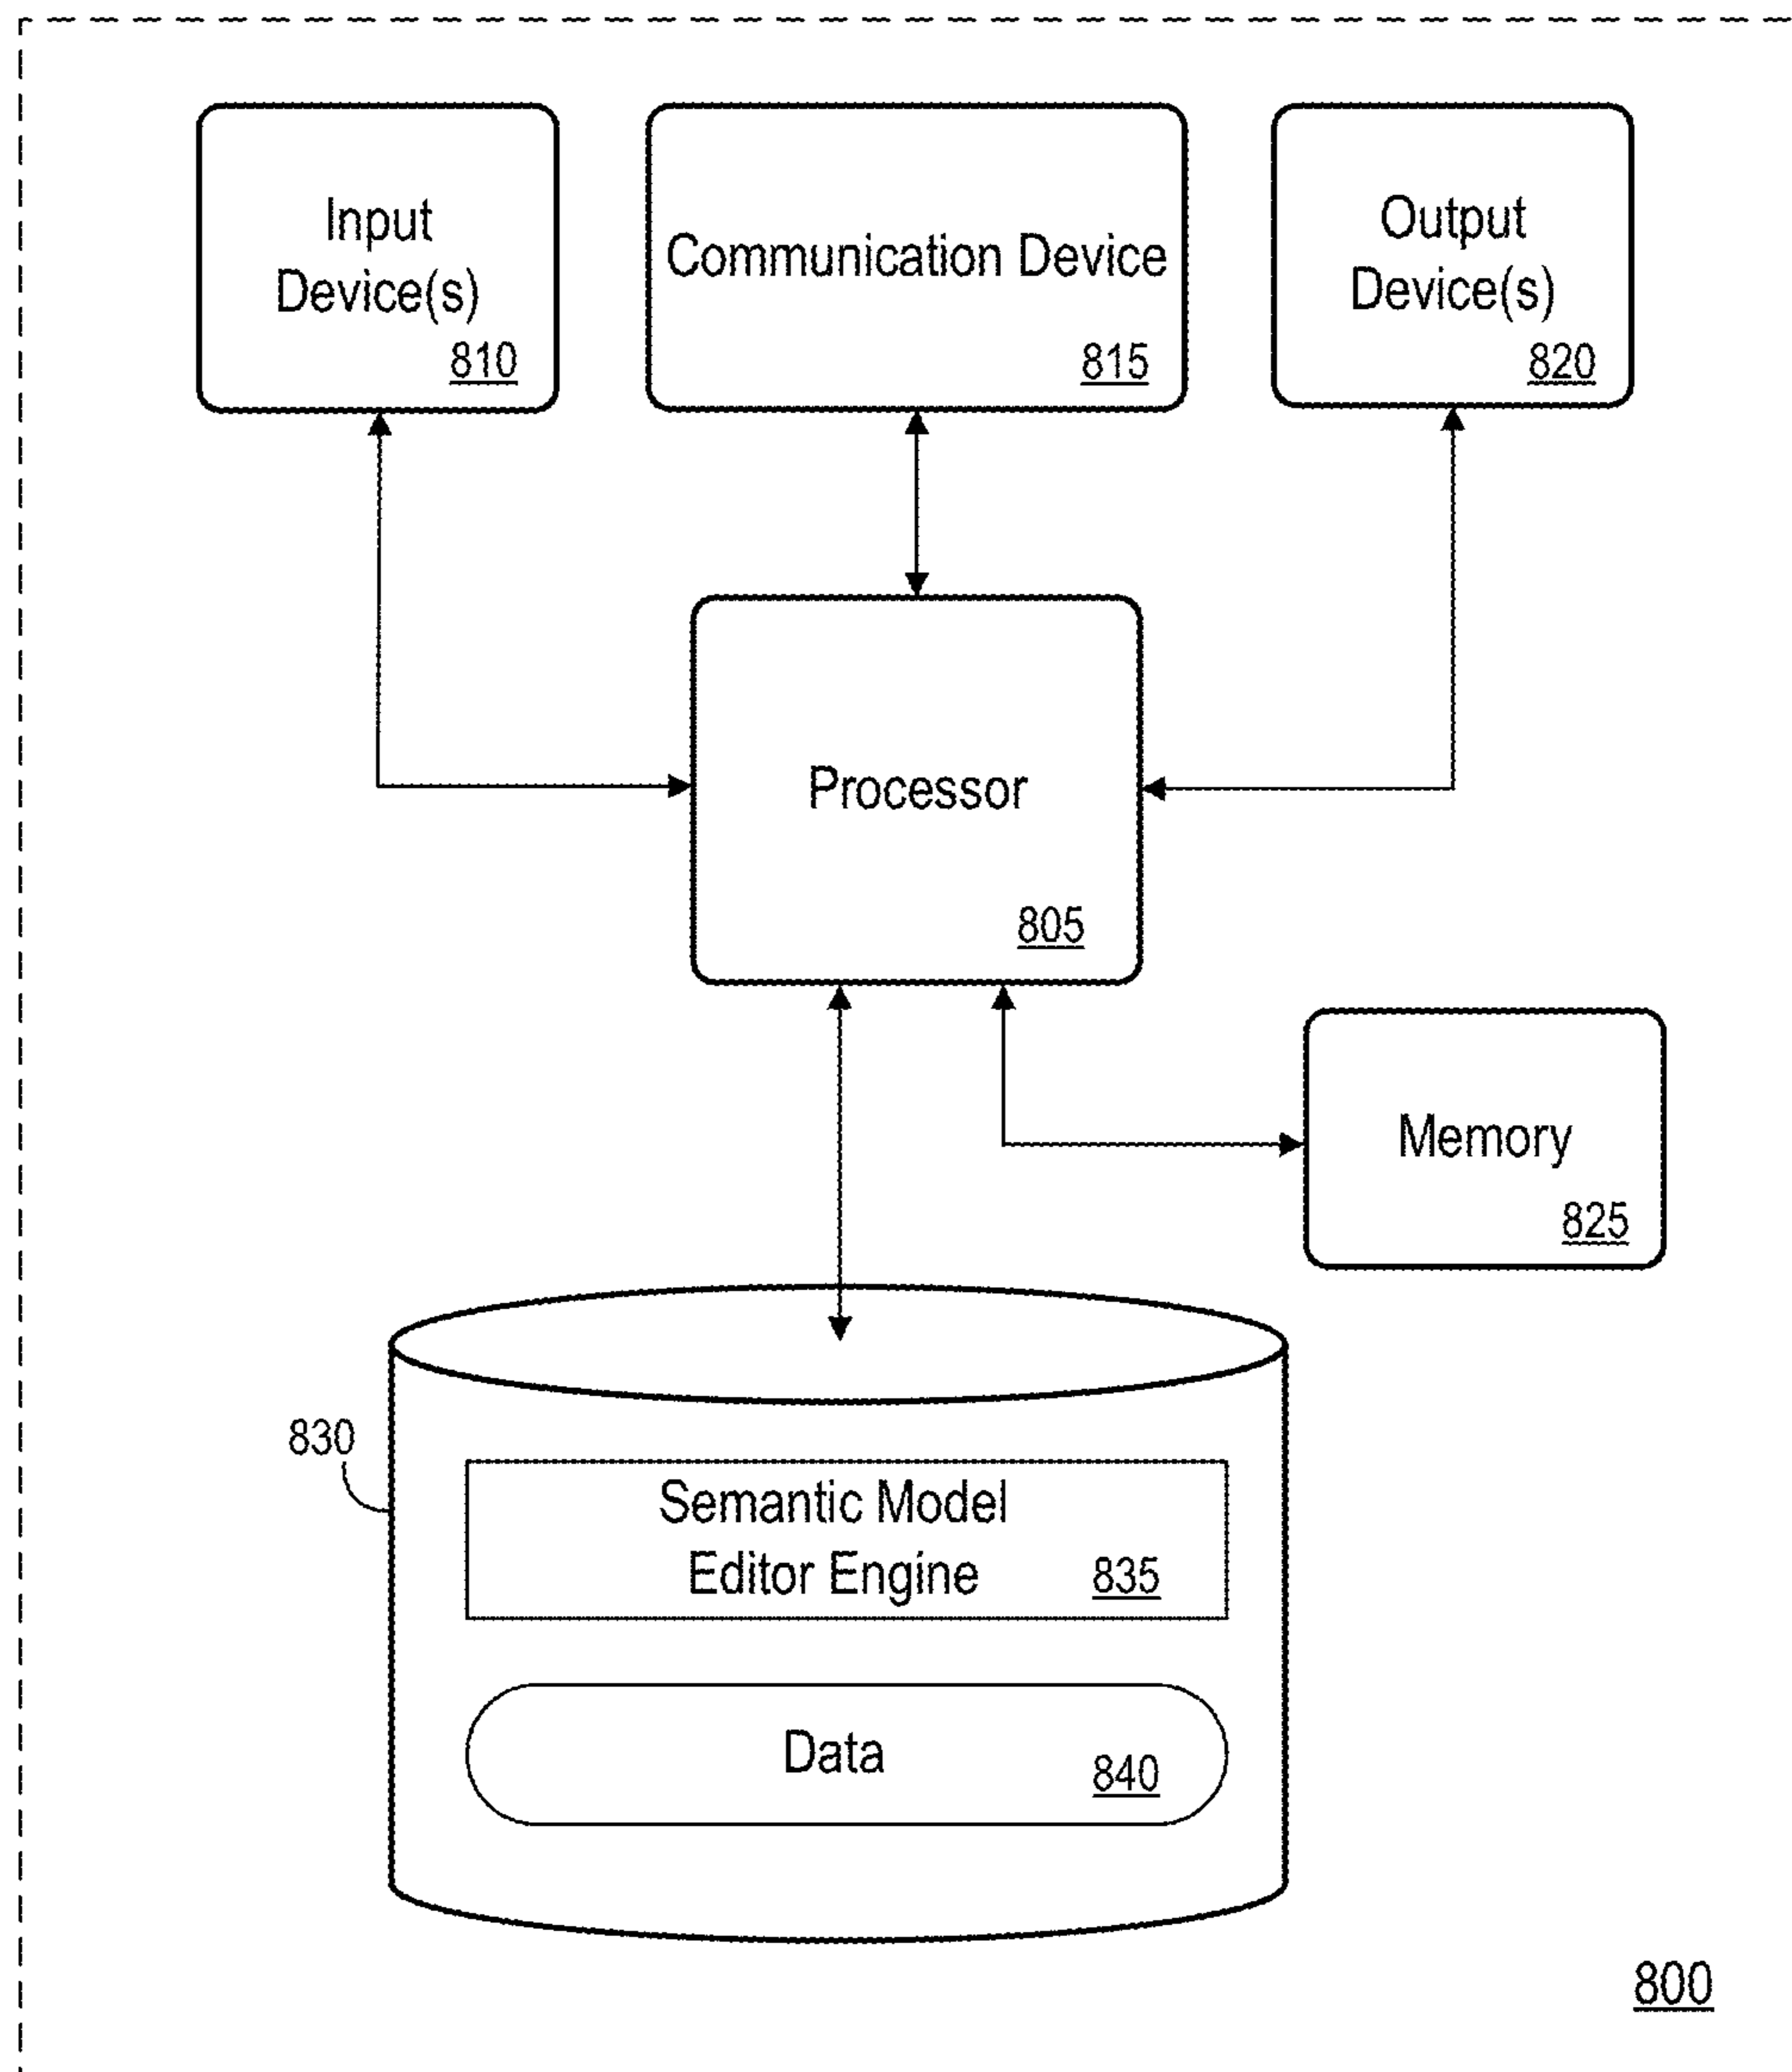 Input
Device(s)
810
Communication Device
815
Output
Device(s)
820
Processor
805
Memory
825
830
Semantic Model
Editor Engine 835
Data 840
800